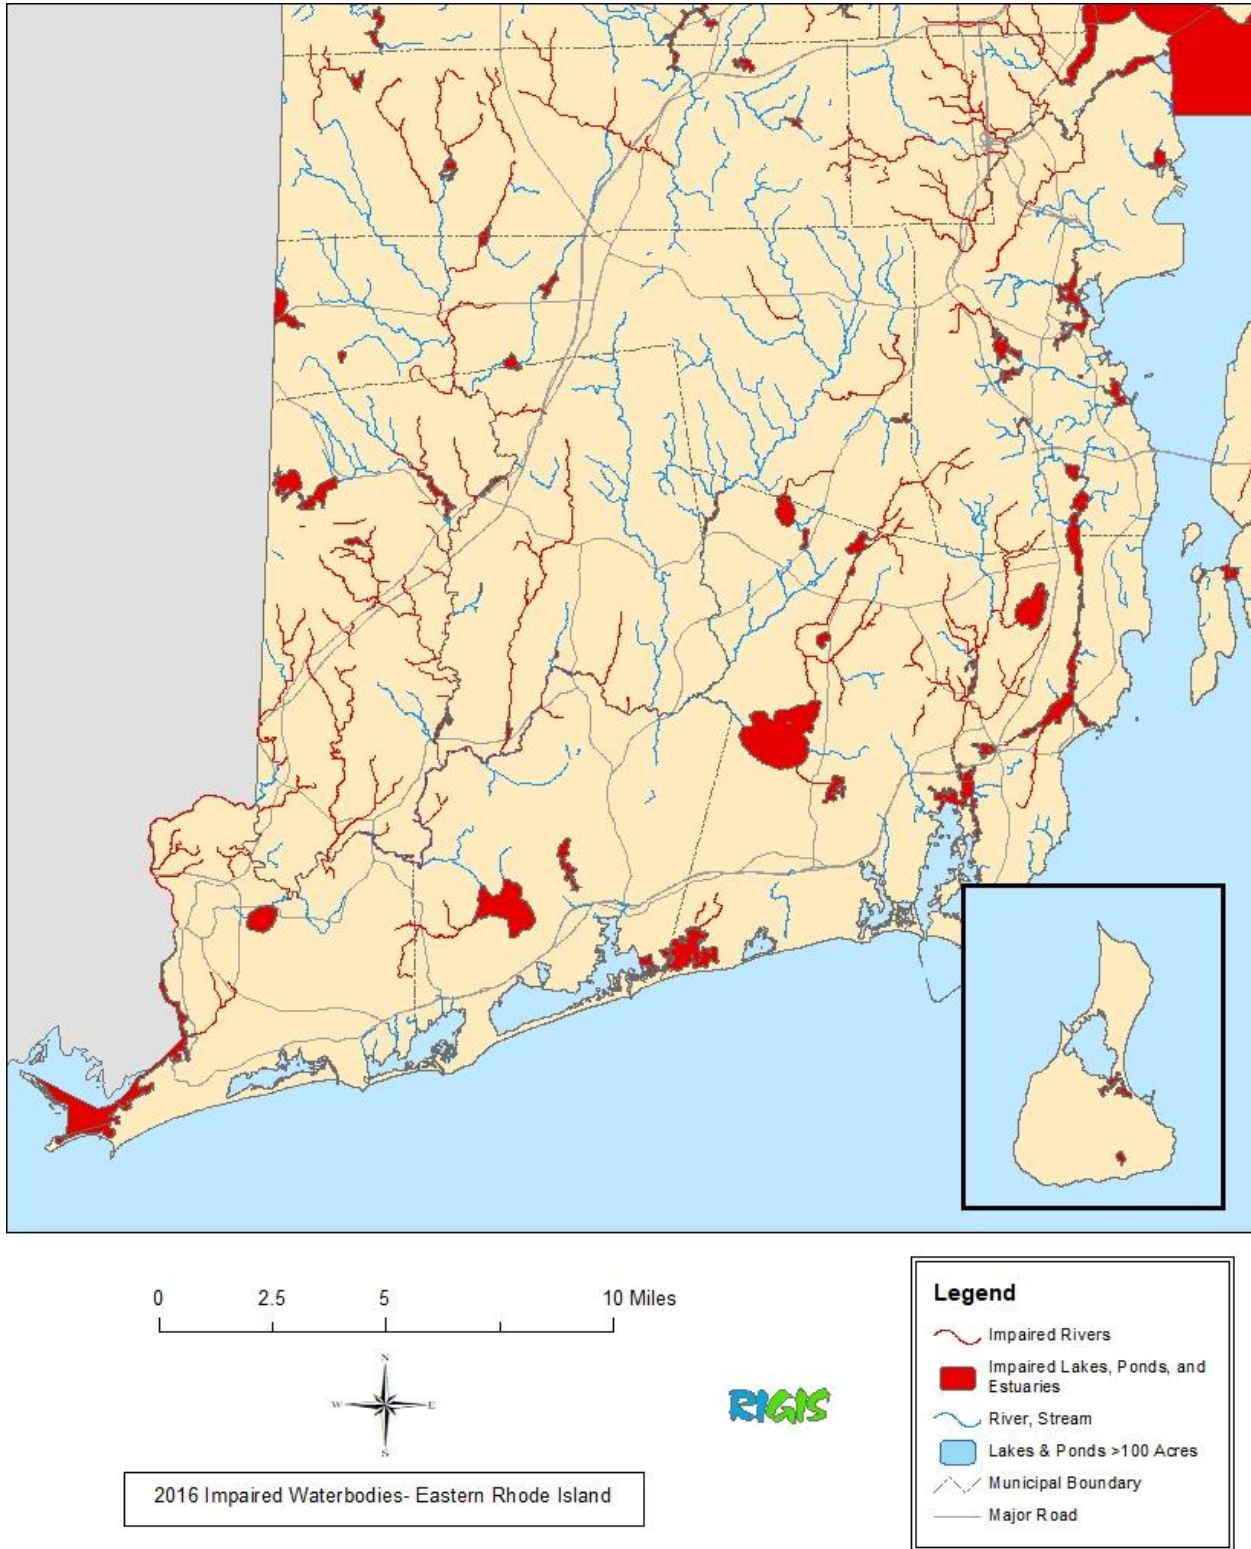 0 2.5 5 10 Miles
N
W E
S
RIGIS
2016 Impaired Waterbodies- Eastern Rhode Island
Legend
Impaired Rivers
Impaired Lakes, Ponds, and
Estuaries
River, Stream
Lakes & Ponds >100 Acres
Municipal Boundary
Major Road